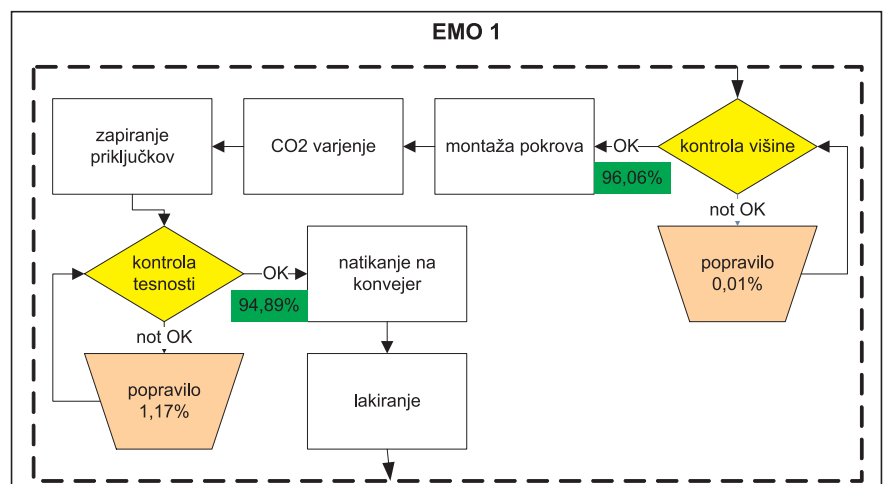 EMO 1
zapiranje
priključkov
CO2 varjenje
montaža pokrova
OK
96,06%
kontrola višine
not OK
popravilo
0,01%
kontrola
tesnosti
OK
94,89%
natikanje na
konvejer
not OK
popravilo
1,17%
lakiranje